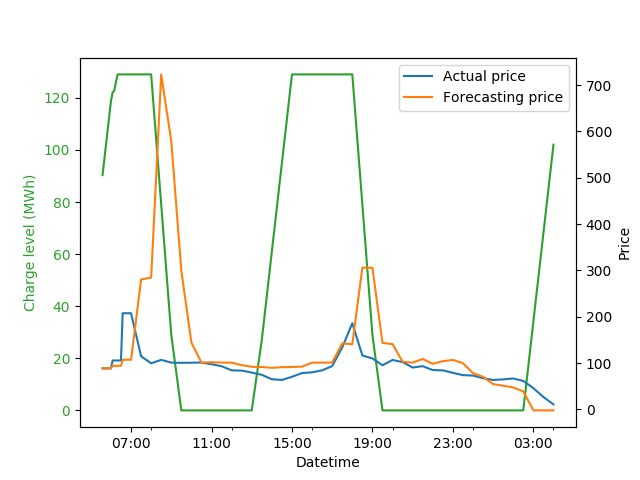 Actual price
Forecasting price
120
100
80
60
40
20
0
Charge level (MWh)
700
600
500
400
300
200
100
0
Price
07:00 11:00 15:00 19:00 23:00 03:00
Datetime